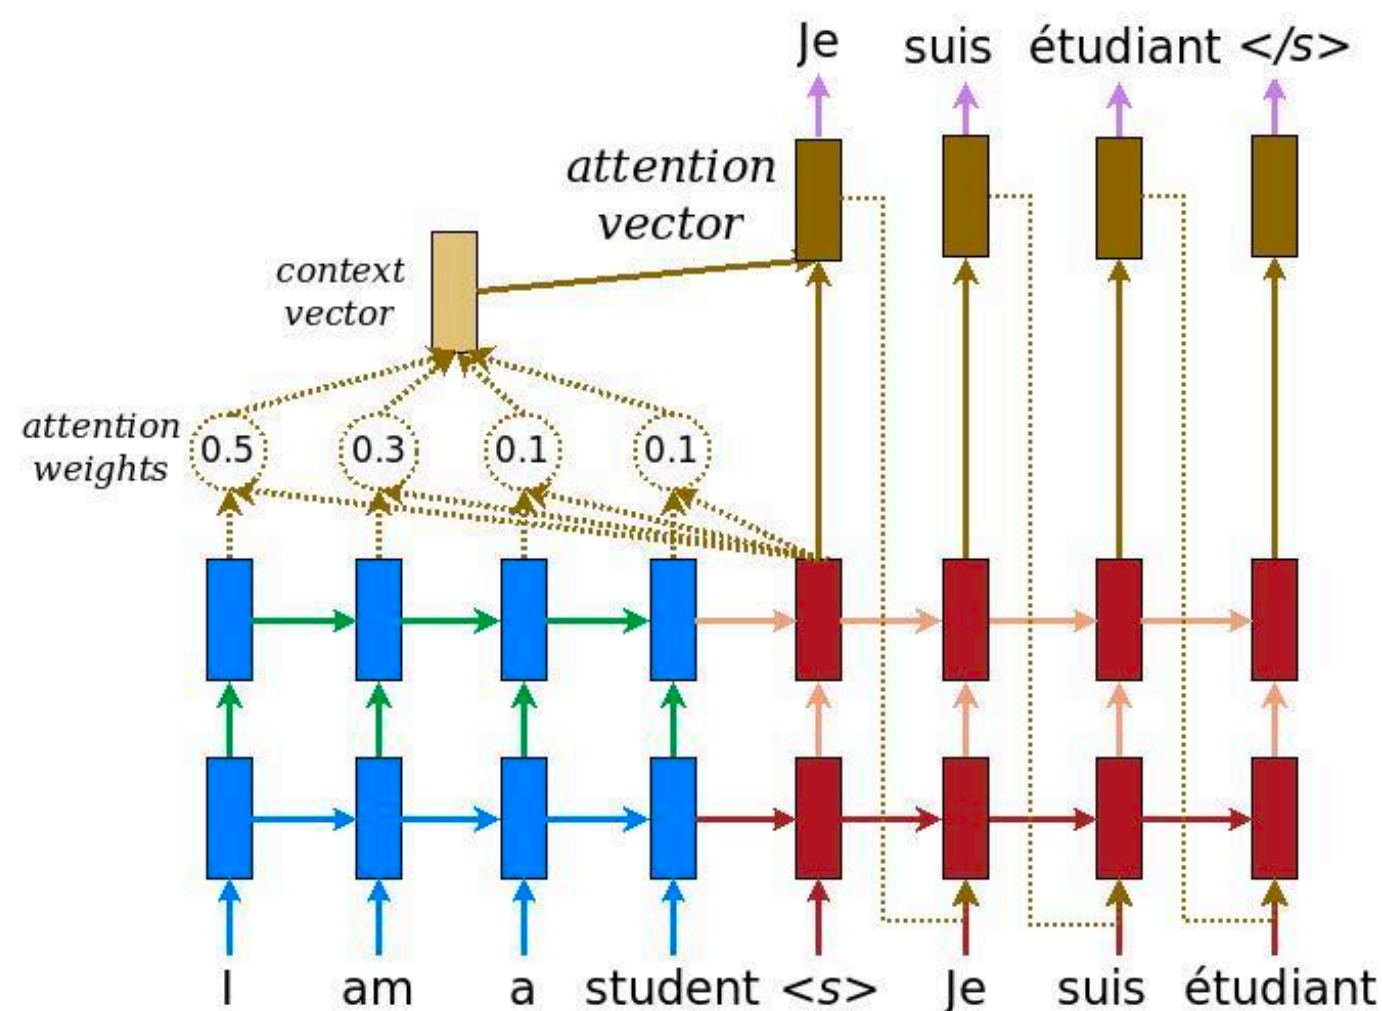 Je suis étudiant </s>
attention
vector
context
vector
attention
weights
0.5 0.3 0.1 0.1
I am a student <s> Je suis étudiant